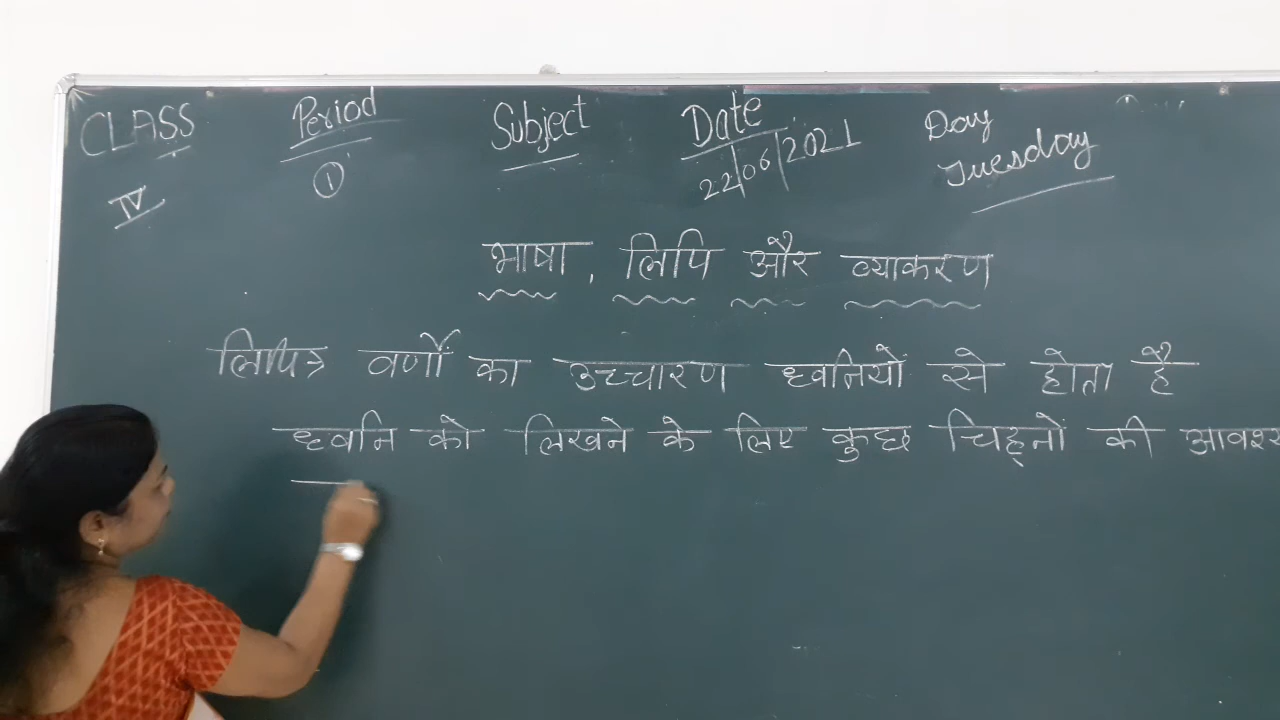 CLASS Period Subject Date Day
IV ① 22/06/2021 Tuesday
भाषा, लिपि और व्याकरण
लिपि → वर्णों का उच्चारण ध्वनियों से होता है
ध्वनि को लिखने के लिए कुछ चिह्नों की आवश्य